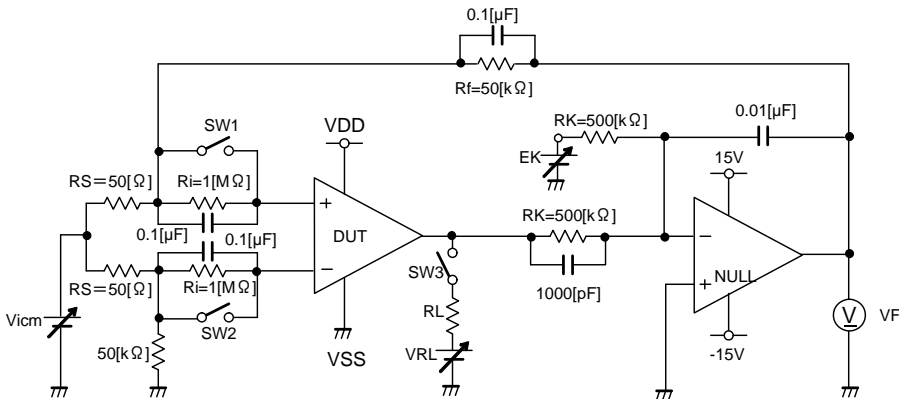 0.1[μF]
Rf=50[kΩ]
SW1
VDD
RK=500[kΩ]
0.01[μF]
EK
15V
RS=50[Ω]
Ri=1[MΩ]
+
RK=500[kΩ]
0.1[μF]
0.1[μF]
DUT
−
NULL
−
SW3
+
RS=50[Ω]
Ri=1[MΩ]
1000[pF]
V
VF
Vicm
SW2
RL
50[kΩ]
VSS
VRL
-15V